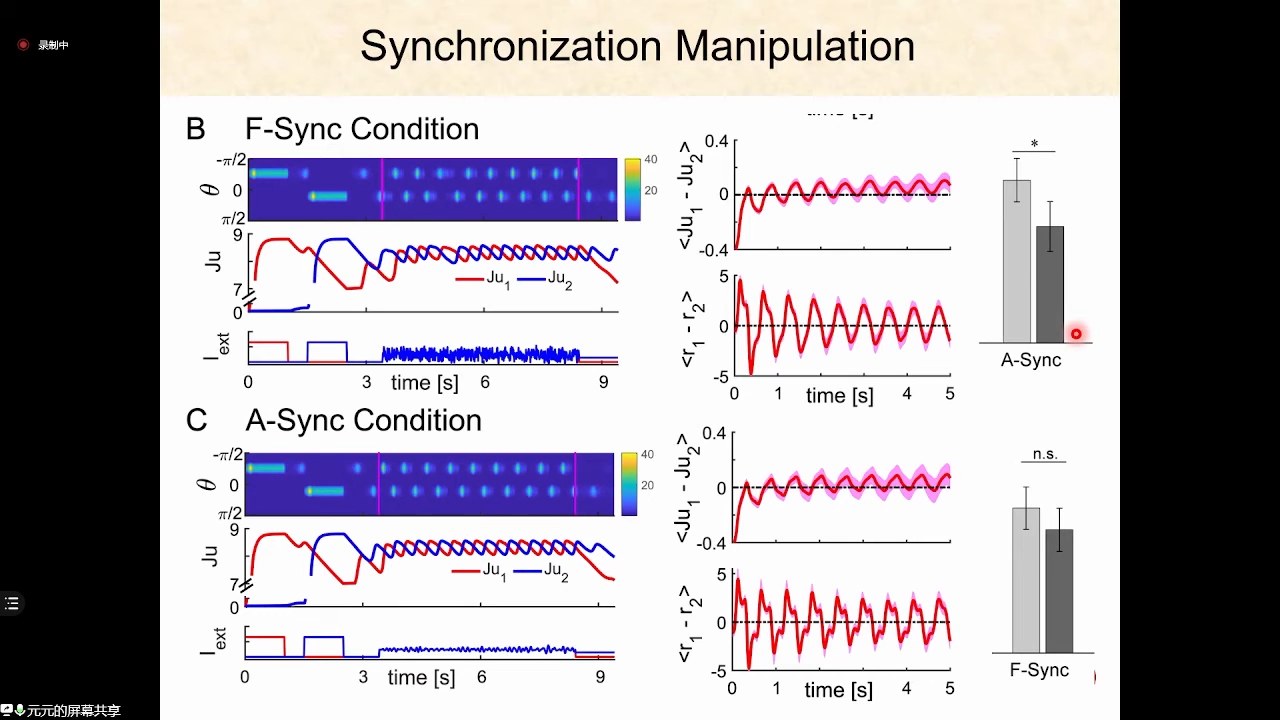 录制中
Synchronization Manipulation
B F-Sync Condition
-π/2
θ 0
π/2
40
20
9
Ju
7
0
Ju1 Ju2
Iext
0 3 time [s] 6 9
time [s]
0.4
<Ju1 - Ju2>
0
-0.4
5
<r1 - r2>
0
-5
0 1 time [s] 4 5
*
A-Sync
C A-Sync Condition
-π/2
θ 0
π/2
40
20
9
Ju
7
0
Ju1 Ju2
Iext
0 3 time [s] 6 9
0.4
<Ju1 - Ju2>
0
-0.4
5
<r1 - r2>
0
-5
0 1 time [s] 4 5
n.s.
F-Sync
元元的屏幕共享